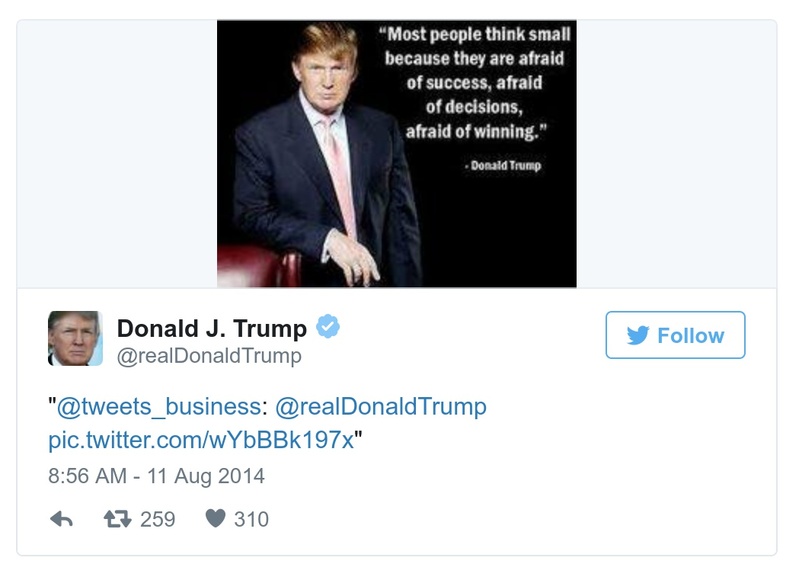 “Most people think small
because they are afraid
of success, afraid
of decisions,
afraid of winning.”
- Donald Trump
Donald J. Trump
@realDonaldTrump
Follow
"@tweets_business: @realDonaldTrump
pic.twitter.com/wYbBBk197x"
8:56 AM - 11 Aug 2014
259 310